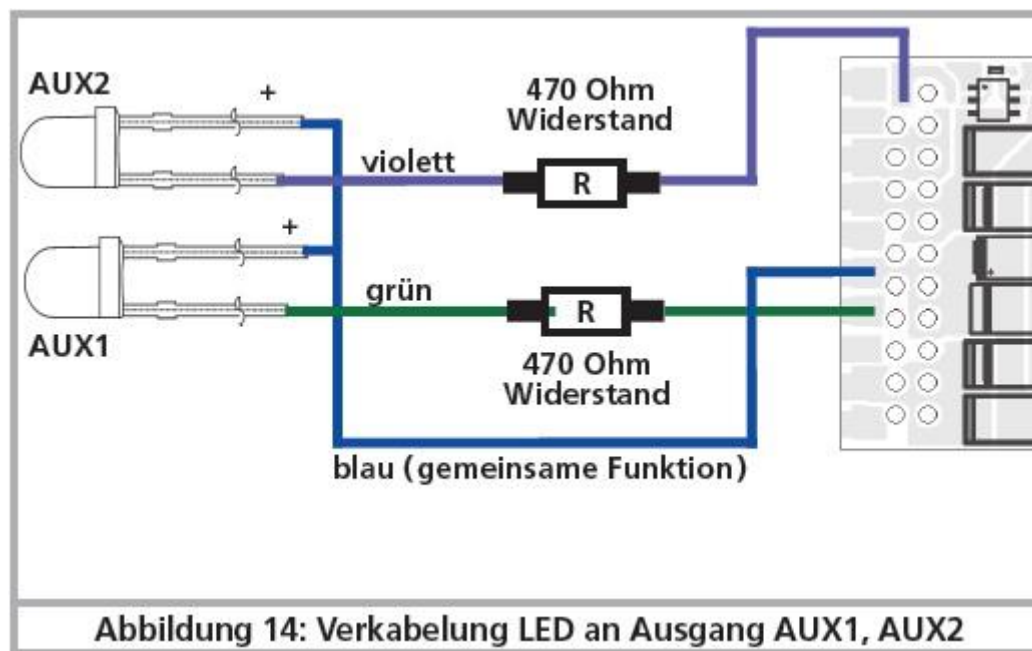 AUX2
+
470 Ohm
Widerstand
violett
R
+
grün
R
AUX1
470 Ohm
Widerstand
blau (gemeinsame Funktion)
Abbildung 14: Verkabelung LED an Ausgang AUX1, AUX2